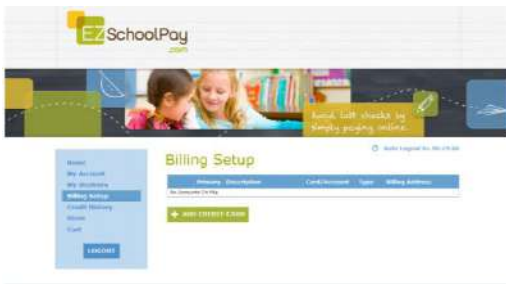 EZSchoolPay
.com
Avoid lost checks by
simply paying online.
Home
My Account
My Students
Billing Setup
Credit History
Store
Cart
LOGOUT
Billing Setup
Primary Description Card/Account Type Billing Address
+ ADD CREDIT CARD